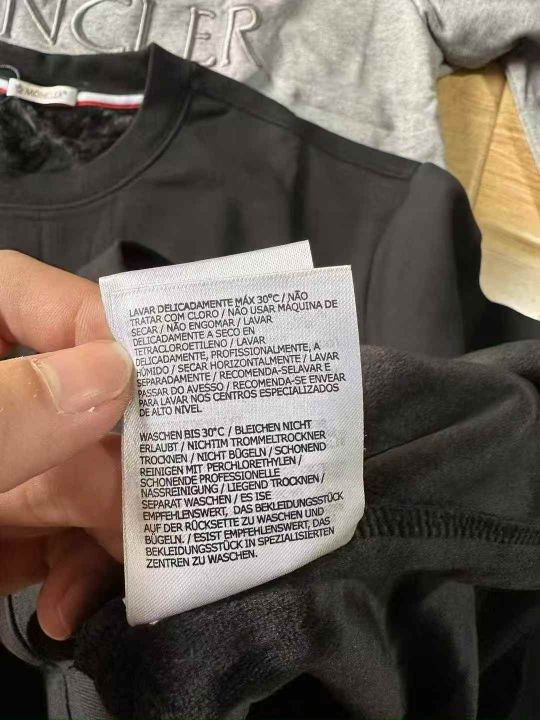 NCLER
MONCLER
LAVAR DELICADAMENTE MÁX 30°C / NÃO
TRATAR COM CLORO / NÃO USAR MÁQUINA DE
SECAR / NÃO ENGOMAR / LAVAR
DELICADAMENTE A SECO EN
TETRACLOROETILENO / LAVAR
DELICADAMENTE, PROFISSIONALMENTE, A
HÚMIDO / SECAR HORIZONTALMENTE / LAVAR
SEPARADAMENTE / RECOMENDA-SELAVAR E
PASSAR DO AVESSO / RECOMENDA-SE ENVEAR
PARA LAVAR NOS CENTROS ESPECIALIZADOS
DE ALTO NIVEL
WASCHEN BIS 30°C / BLEICHEN NICHT
ERLAUBT / NICHTIM TROMMELTROCKNER
TROCKNEN / NICHT BÜGELN / SCHONEND
REINIGEN MIT PERCHLORETHYLEN /
SCHONENDE PROFESSIONELLE
NASSREINIGUNG / LIEGEND TROCKNEN /
SEPARAT WASCHEN / ES ISE
EMPFEHLENSWERT, DAS BEKLEIDUNGSSTÜCK
AUF DER RÜCKSETTE ZU WASCHEN UND
BÜGELN. / ESIST EMPFEHLENSWERT, DAS
BEKLEIDUNGSSTÜCK IN SPEZIALISIERTEN
ZENTREN ZU WASCHEN.